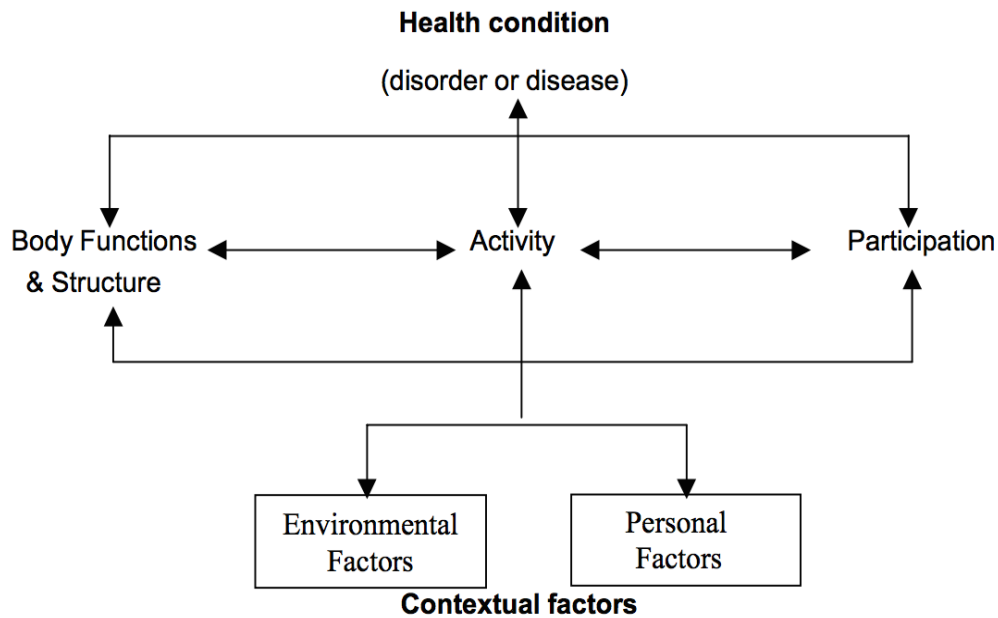 Health condition
(disorder or disease)
Body Functions
& Structure
Activity
Participation
Environmental
Factors
Personal
Factors
Contextual factors